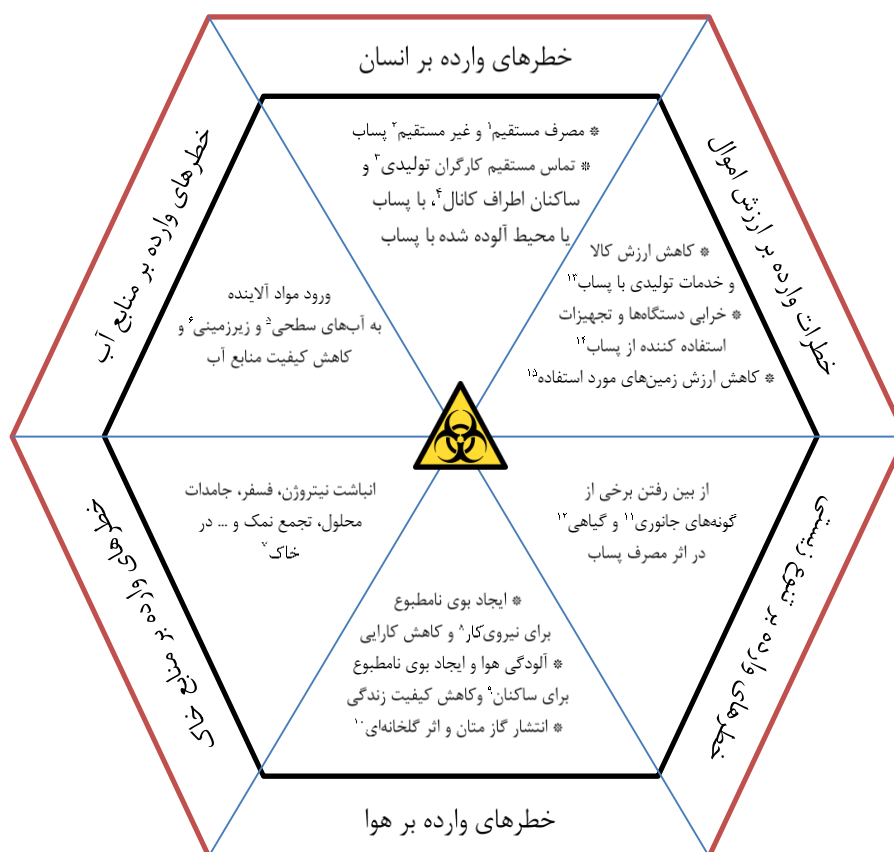 خطرهای وارده بر انسان
* مصرف مستقیم۱ و غیر مستقیم۲ پساب
* تماس مستقیم کارگران تولیدی۳ و
ساکنان اطراف کانال۴، با پساب
یا محیط آلوده شده با پساب
خطرات وارده بر ارزش اموال
* کاهش ارزش کالا
و خدمات تولیدی با پساب۱۳
* خرابی دستگاه‌ها و تجهیزات
استفاده کننده از پساب۱۴
* کاهش ارزش زمین‌های مورد استفاده۱۵
خطرهای وارده بر منابع آب
ورود مواد آلاینده
به آب‌های سطحی۵ و زیرزمینی۶ و
کاهش کیفیت منابع آب
خطرهای وارده بر تنوع زیستی
از بین رفتن برخی از
گونه‌های جانوری۱۱ و گیاهی۱۲
در اثر مصرف پساب
خطرهای وارده بر منابع خاک
انباشت نیتروژن، فسفر، جامدات
محلول، تجمع نمک و ... در
خاک۷
* ایجاد بوی نامطبوع
برای نیروی‌کار۸ و کاهش کارایی
* آلودگی هوا و ایجاد بوی نامطبوع
برای ساکنان۹ وکاهش کیفیت زندگی
* انتشار گاز متان و اثر گلخانه‌ای۱۰
خطرهای وارده بر هوا